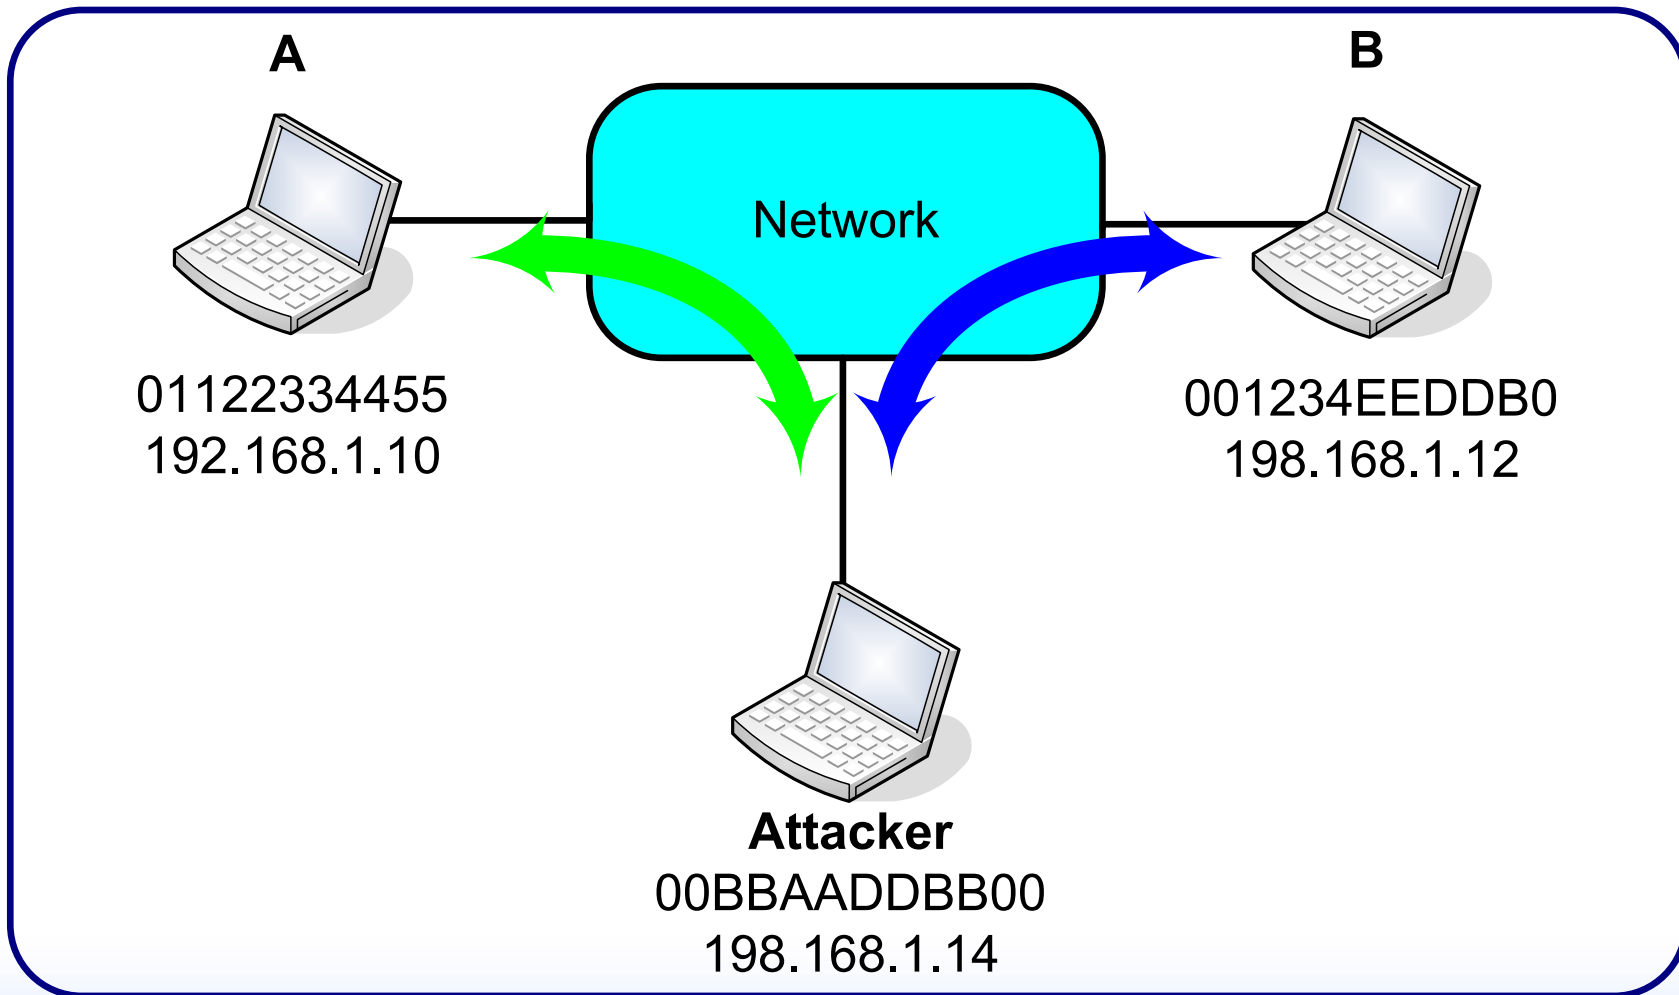 A
B
Network
01122334455
192.168.1.10
001234EEDDB0
198.168.1.12
Attacker
00BBAADDBB00
198.168.1.14